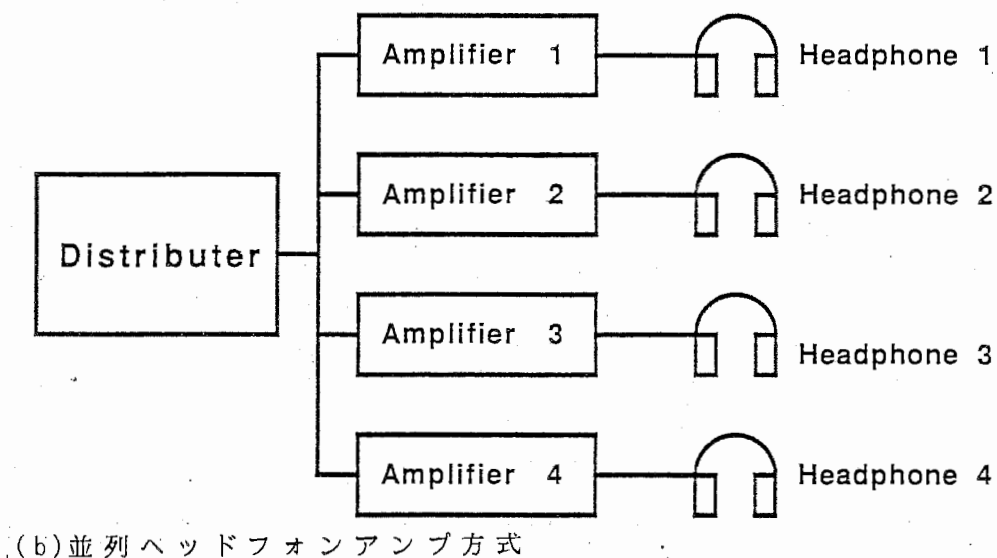 Amplifier 1
Headphone 1
Amplifier 2
Headphone 2
Distributer
Amplifier 3
Headphone 3
Amplifier 4
Headphone 4
(b)並列ヘッドフォンアンプ方式